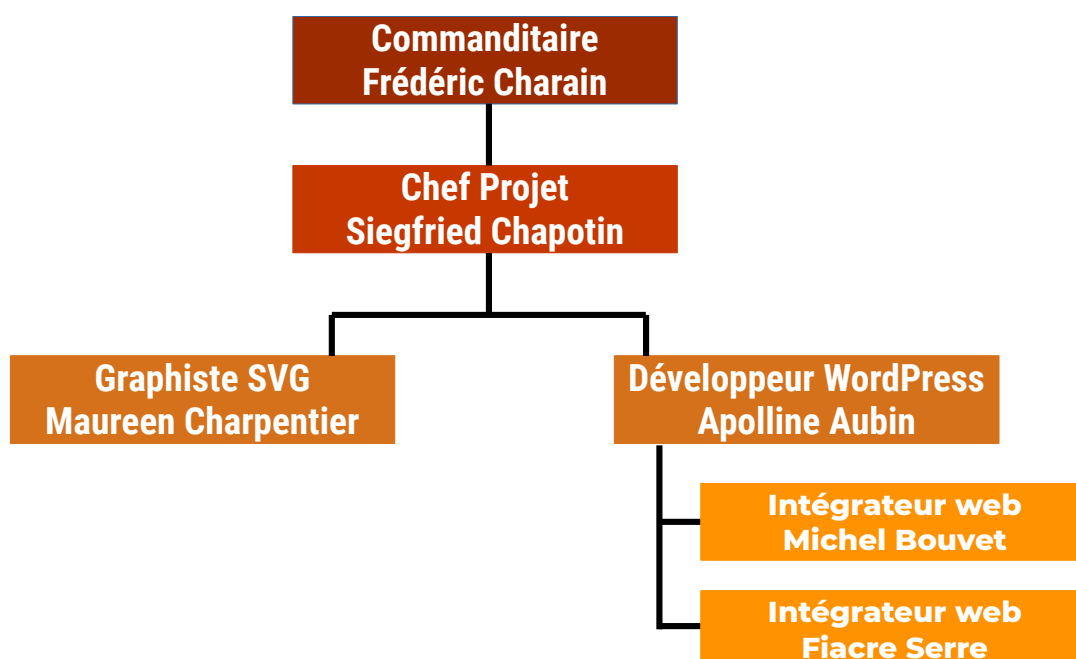 Commanditaire
Frédéric Charain
Chef Projet
Siegfried Chapotin
Graphiste SVG
Maureen Charpentier
Développeur WordPress
Apolline Aubin
Intégrateur web
Michel Bouvet
Intégrateur web
Fiacre Serre